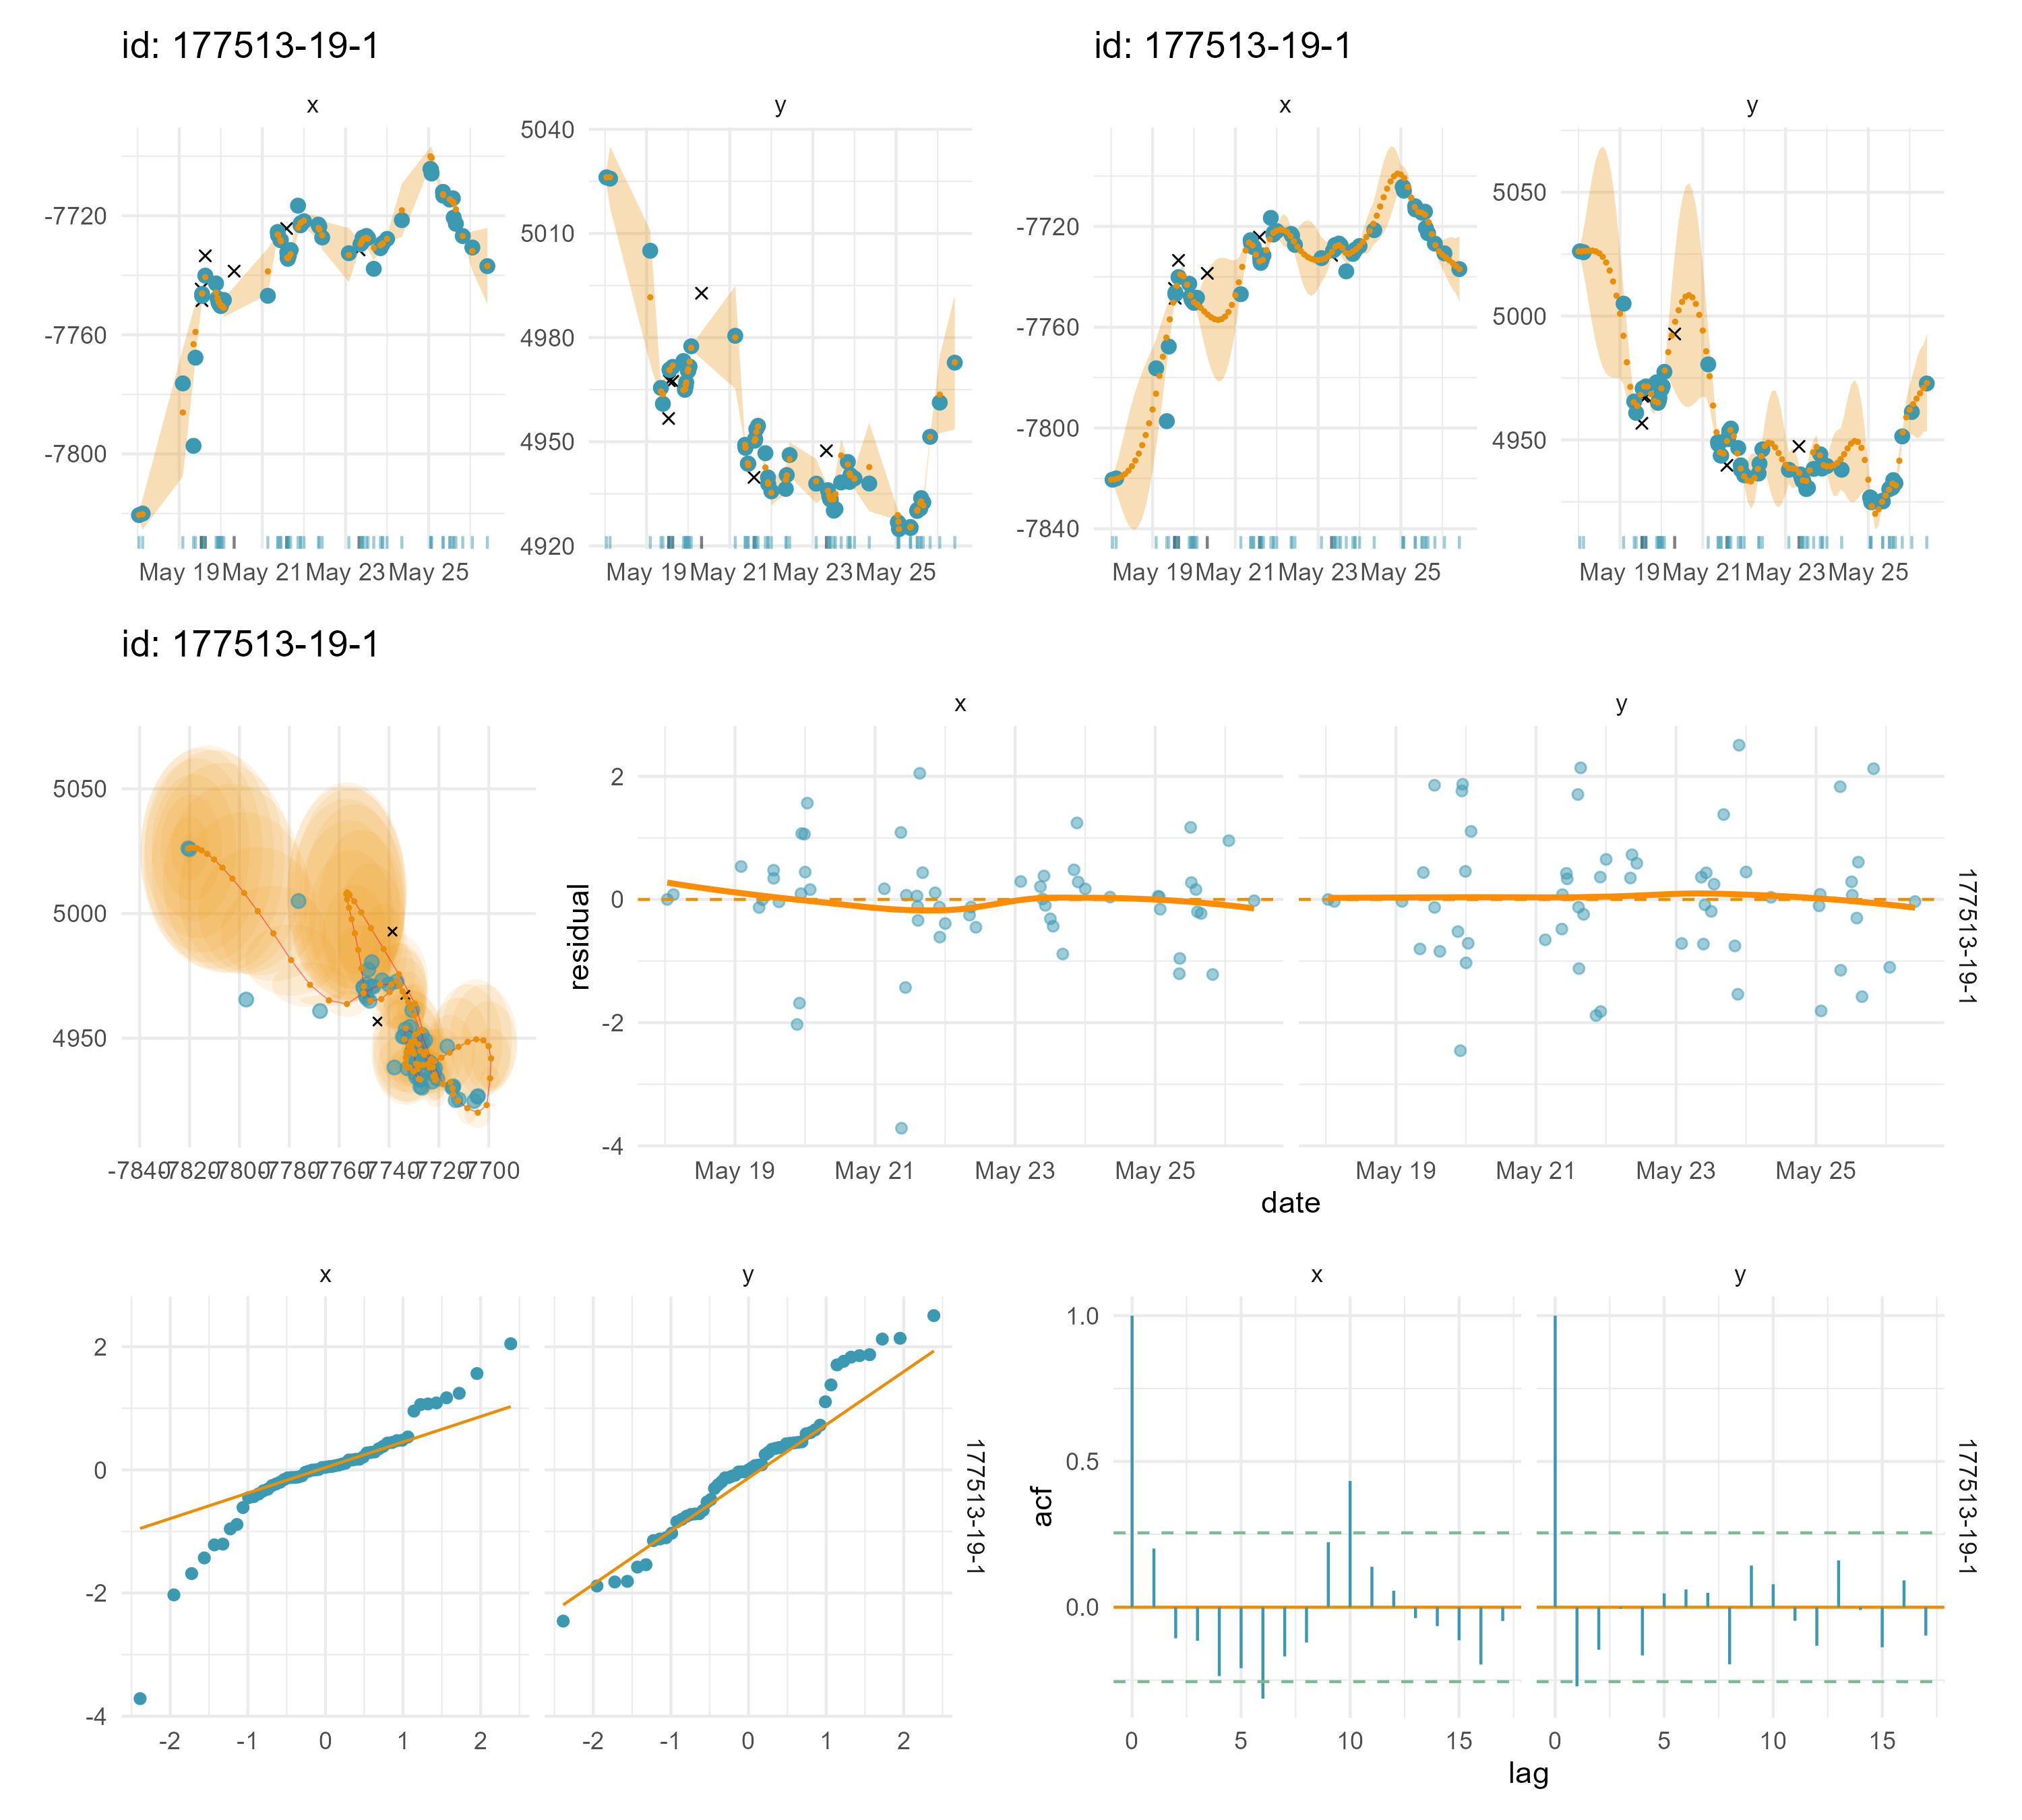 id: 177513-19-1
id: 177513-19-1
x
y
x
y
-7720
-7760
-7800
5040
5010
4980
4950
4920
-7720
-7760
-7800
-7840
5050
5000
4950
May 19 May 21 May 23 May 25
May 19 May 21 May 23 May 25
May 19 May 21 May 23 May 25
May 19 May 21 May 23 May 25
id: 177513-19-1
x
y
5050
5000
4950
-7840 -7820 -7800 -7780 -7760 -7740 -7720 -7700
residual
2
0
-2
-4
May 19 May 21 May 23 May 25
May 19 May 21 May 23 May 25
date
177513-19-1
x
y
2
0
-2
-4
-2 -1 0 1 2
-2 -1 0 1 2
177513-19-1
x
y
acf
1.0
0.5
0.0
0 5 10 15
0 5 10 15
lag
177513-19-1